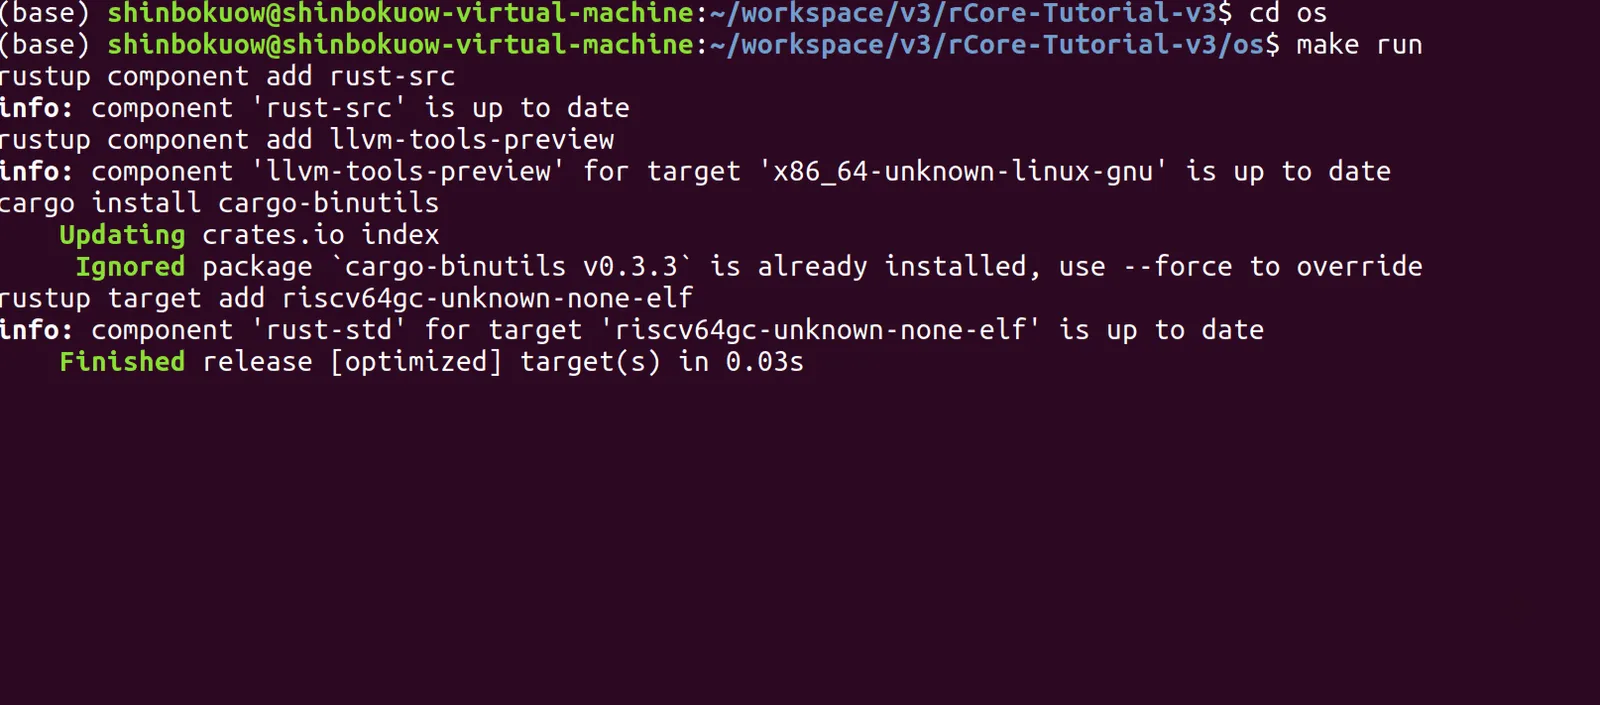 (base) shinbokuow@shinbokuow-virtual-machine:~/workspace/v3/rCore-Tutorial-v3$ cd os
(base) shinbokuow@shinbokuow-virtual-machine:~/workspace/v3/rCore-Tutorial-v3/os$ make run
rustup component add rust-src
info: component 'rust-src' is up to date
rustup component add llvm-tools-preview
info: component 'llvm-tools-preview' for target 'x86_64-unknown-linux-gnu' is up to date
cargo install cargo-binutils
    Updating crates.io index
     Ignored package `cargo-binutils v0.3.3` is already installed, use --force to override
rustup target add riscv64gc-unknown-none-elf
info: component 'rust-std' for target 'riscv64gc-unknown-none-elf' is up to date
    Finished release [optimized] target(s) in 0.03s